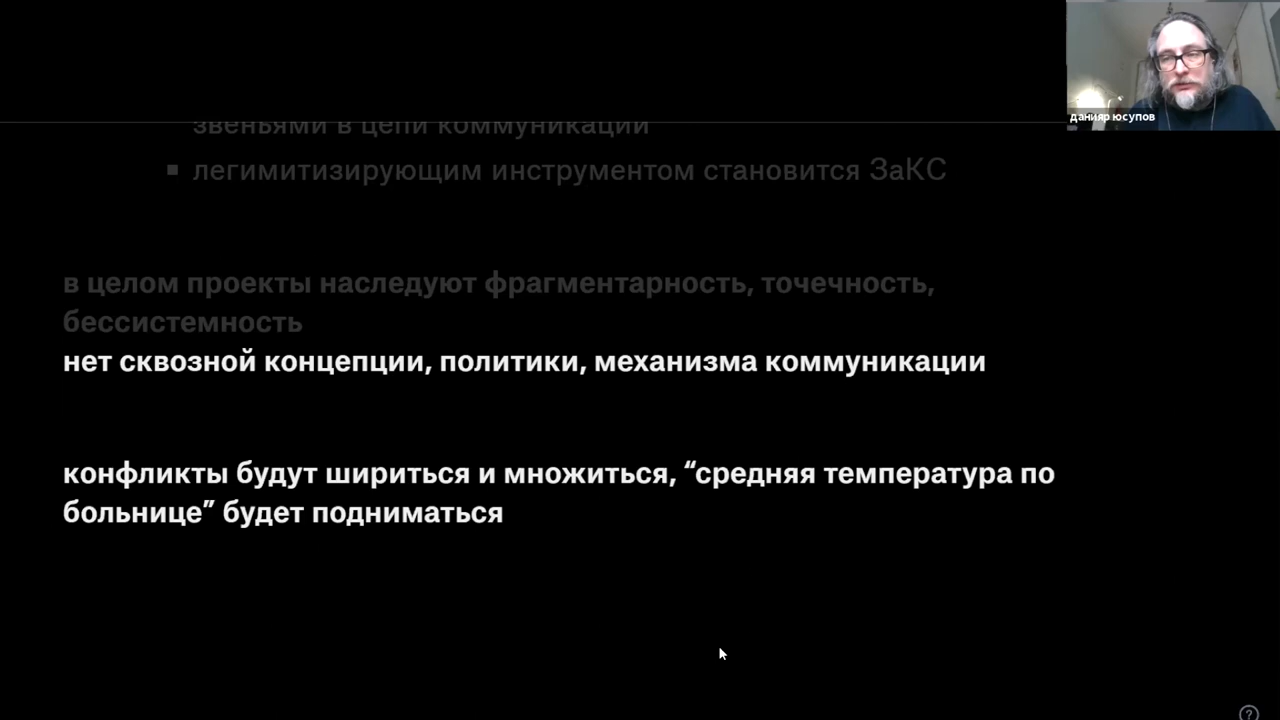 данияр юсупов
звеньями в цепи коммуникации
▪ легимитизирующим инструментом становится ЗаКС
в целом проекты наследуют фрагментарность, точечность,
бессистемность
нет сквозной концепции, политики, механизма коммуникации
конфликты будут шириться и множиться, “средняя температура по
больнице” будет подниматься
?